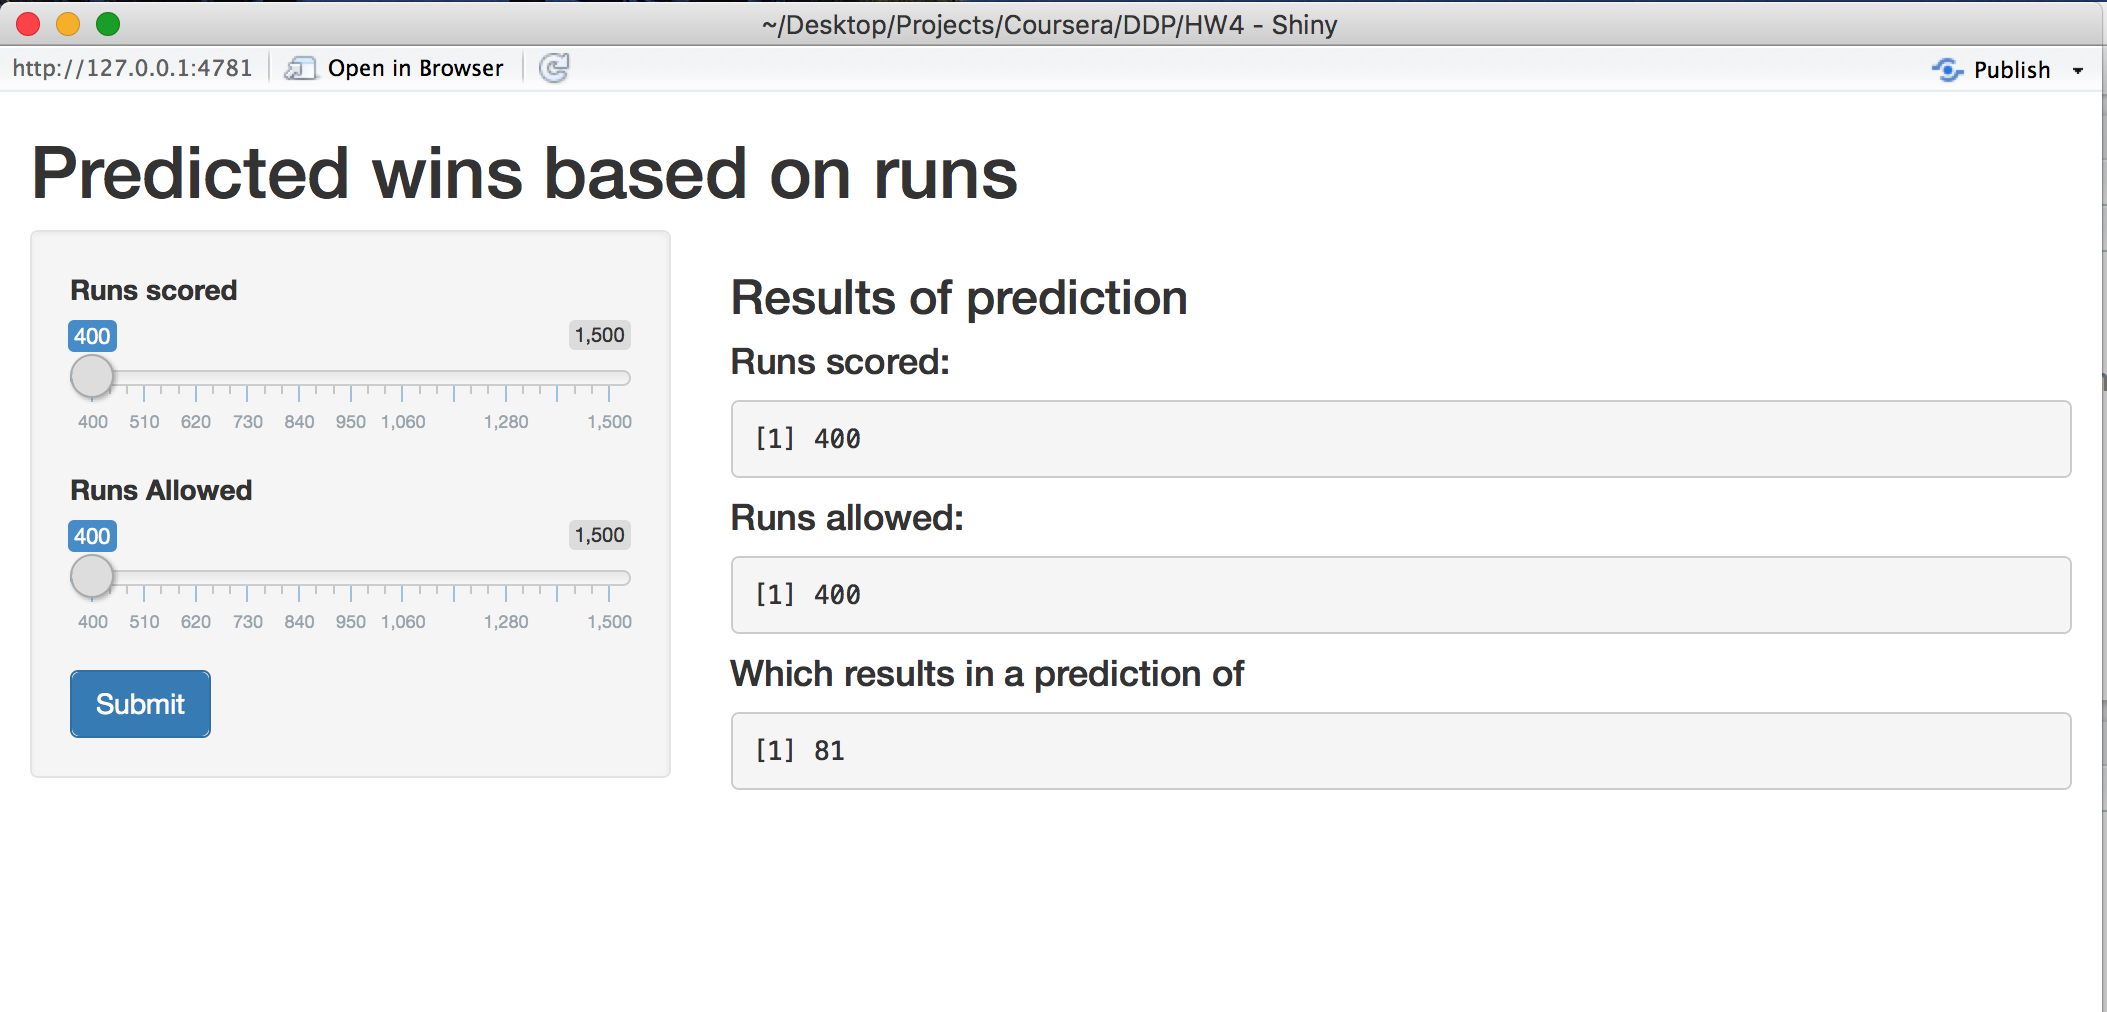 ~/Desktop/Projects/Coursera/DDP/HW4 - Shiny
http://127.0.0.1:4781 Open in Browser Publish
Predicted wins based on runs
Runs scored
400 1,500
400 510 620 730 840 950 1,060 1,280 1,500
Runs Allowed
400 1,500
400 510 620 730 840 950 1,060 1,280 1,500
Submit
Results of prediction
Runs scored:
[1] 400
Runs allowed:
[1] 400
Which results in a prediction of
[1] 81